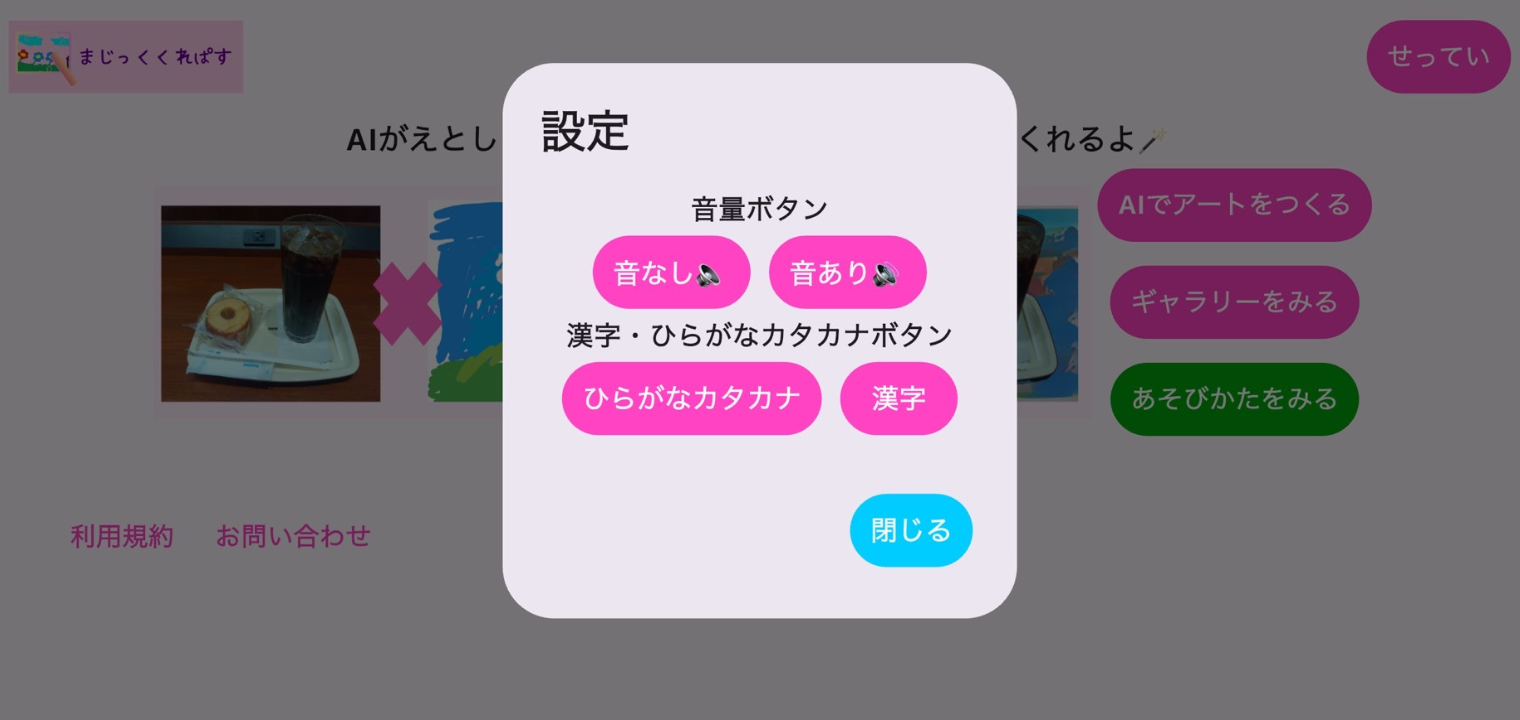 まじっくくれぱす
せってい
AIがえとし
くれるよ🪄
AIでアートをつくる
ギャラリーをみる
あそびかたをみる
利用規約 お問い合わせ
設定
音量ボタン
音なし🔈 音あり🔊
漢字・ひらがなカタカナボタン
ひらがなカタカナ 漢字
閉じる